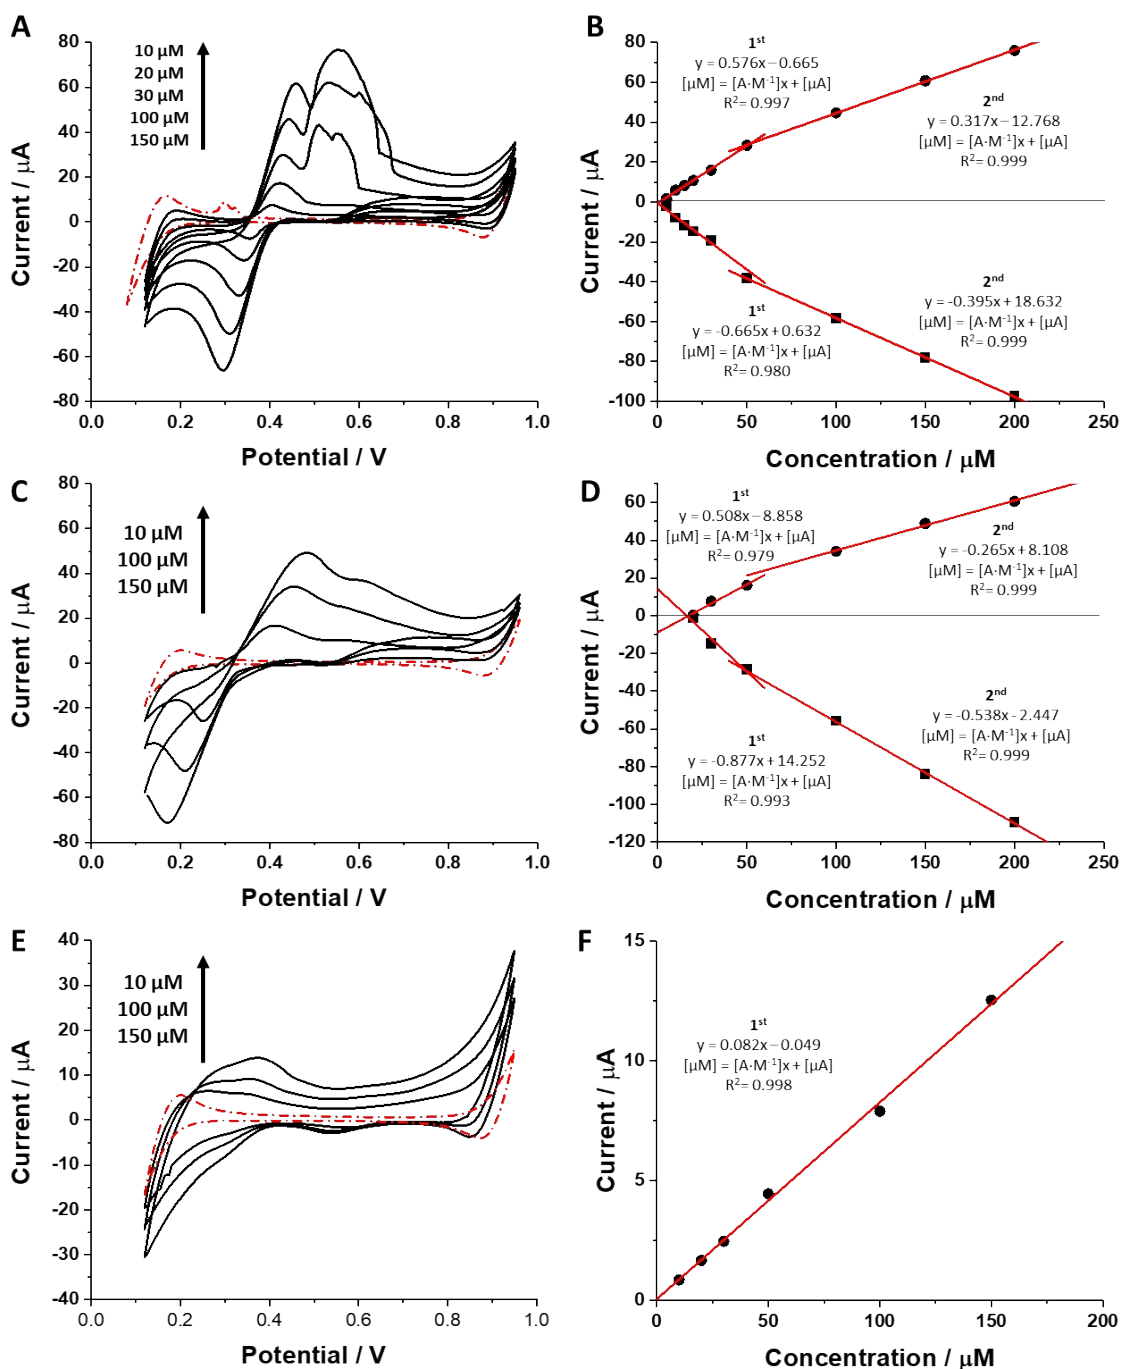 A
80
60
40
20
0
-20
-40
-60
-80
Current / μA
10 μM
20 μM
30 μM
100 μM
150 μM
0.0 0.2 0.4 0.6 0.8 1.0
Potential / V
B
80
60
40
20
0
-20
-40
-60
-80
-100
Current / μA
1st
y = 0.576x – 0.665
[μM] = [A·M-1]x + [μA]
R2 = 0.997
2nd
y = 0.317x – 12.768
[μM] = [A·M-1]x + [μA]
R2 = 0.999
2nd
y = -0.395x + 18.632
[μM] = [A·M-1]x + [μA]
R2 = 0.999
1st
y = -0.665x + 0.632
[μM] = [A·M-1]x + [μA]
R2 = 0.980
0 50 100 150 200 250
Concentration / μM
C
80
60
40
20
0
-20
-40
-60
-80
Current / μA
10 μM
100 μM
150 μM
0.0 0.2 0.4 0.6 0.8 1.0
Potential / V
D
60
40
20
0
-20
-40
-60
-80
-100
-120
Current / μA
1st
y = 0.508x – 8.858
[μM] = [A·M-1]x + [μA]
R2 = 0.979
2nd
y = -0.265x + 8.108
[μM] = [A·M-1]x + [μA]
R2 = 0.999
2nd
y = -0.538x - 2.447
[μM] = [A·M-1]x + [μA]
R2 = 0.999
1st
y = -0.877x + 14.252
[μM] = [A·M-1]x + [μA]
R2 = 0.993
0 50 100 150 200 250
Concentration / μM
E
40
30
20
10
0
-10
-20
-30
-40
Current / μA
10 μM
100 μM
150 μM
0.0 0.2 0.4 0.6 0.8 1.0
Potential / V
F
15
10
5
0
Current / μA
1st
y = 0.082x – 0.049
[μM] = [A·M-1]x + [μA]
R2 = 0.998
0 50 100 150 200
Concentration / μM